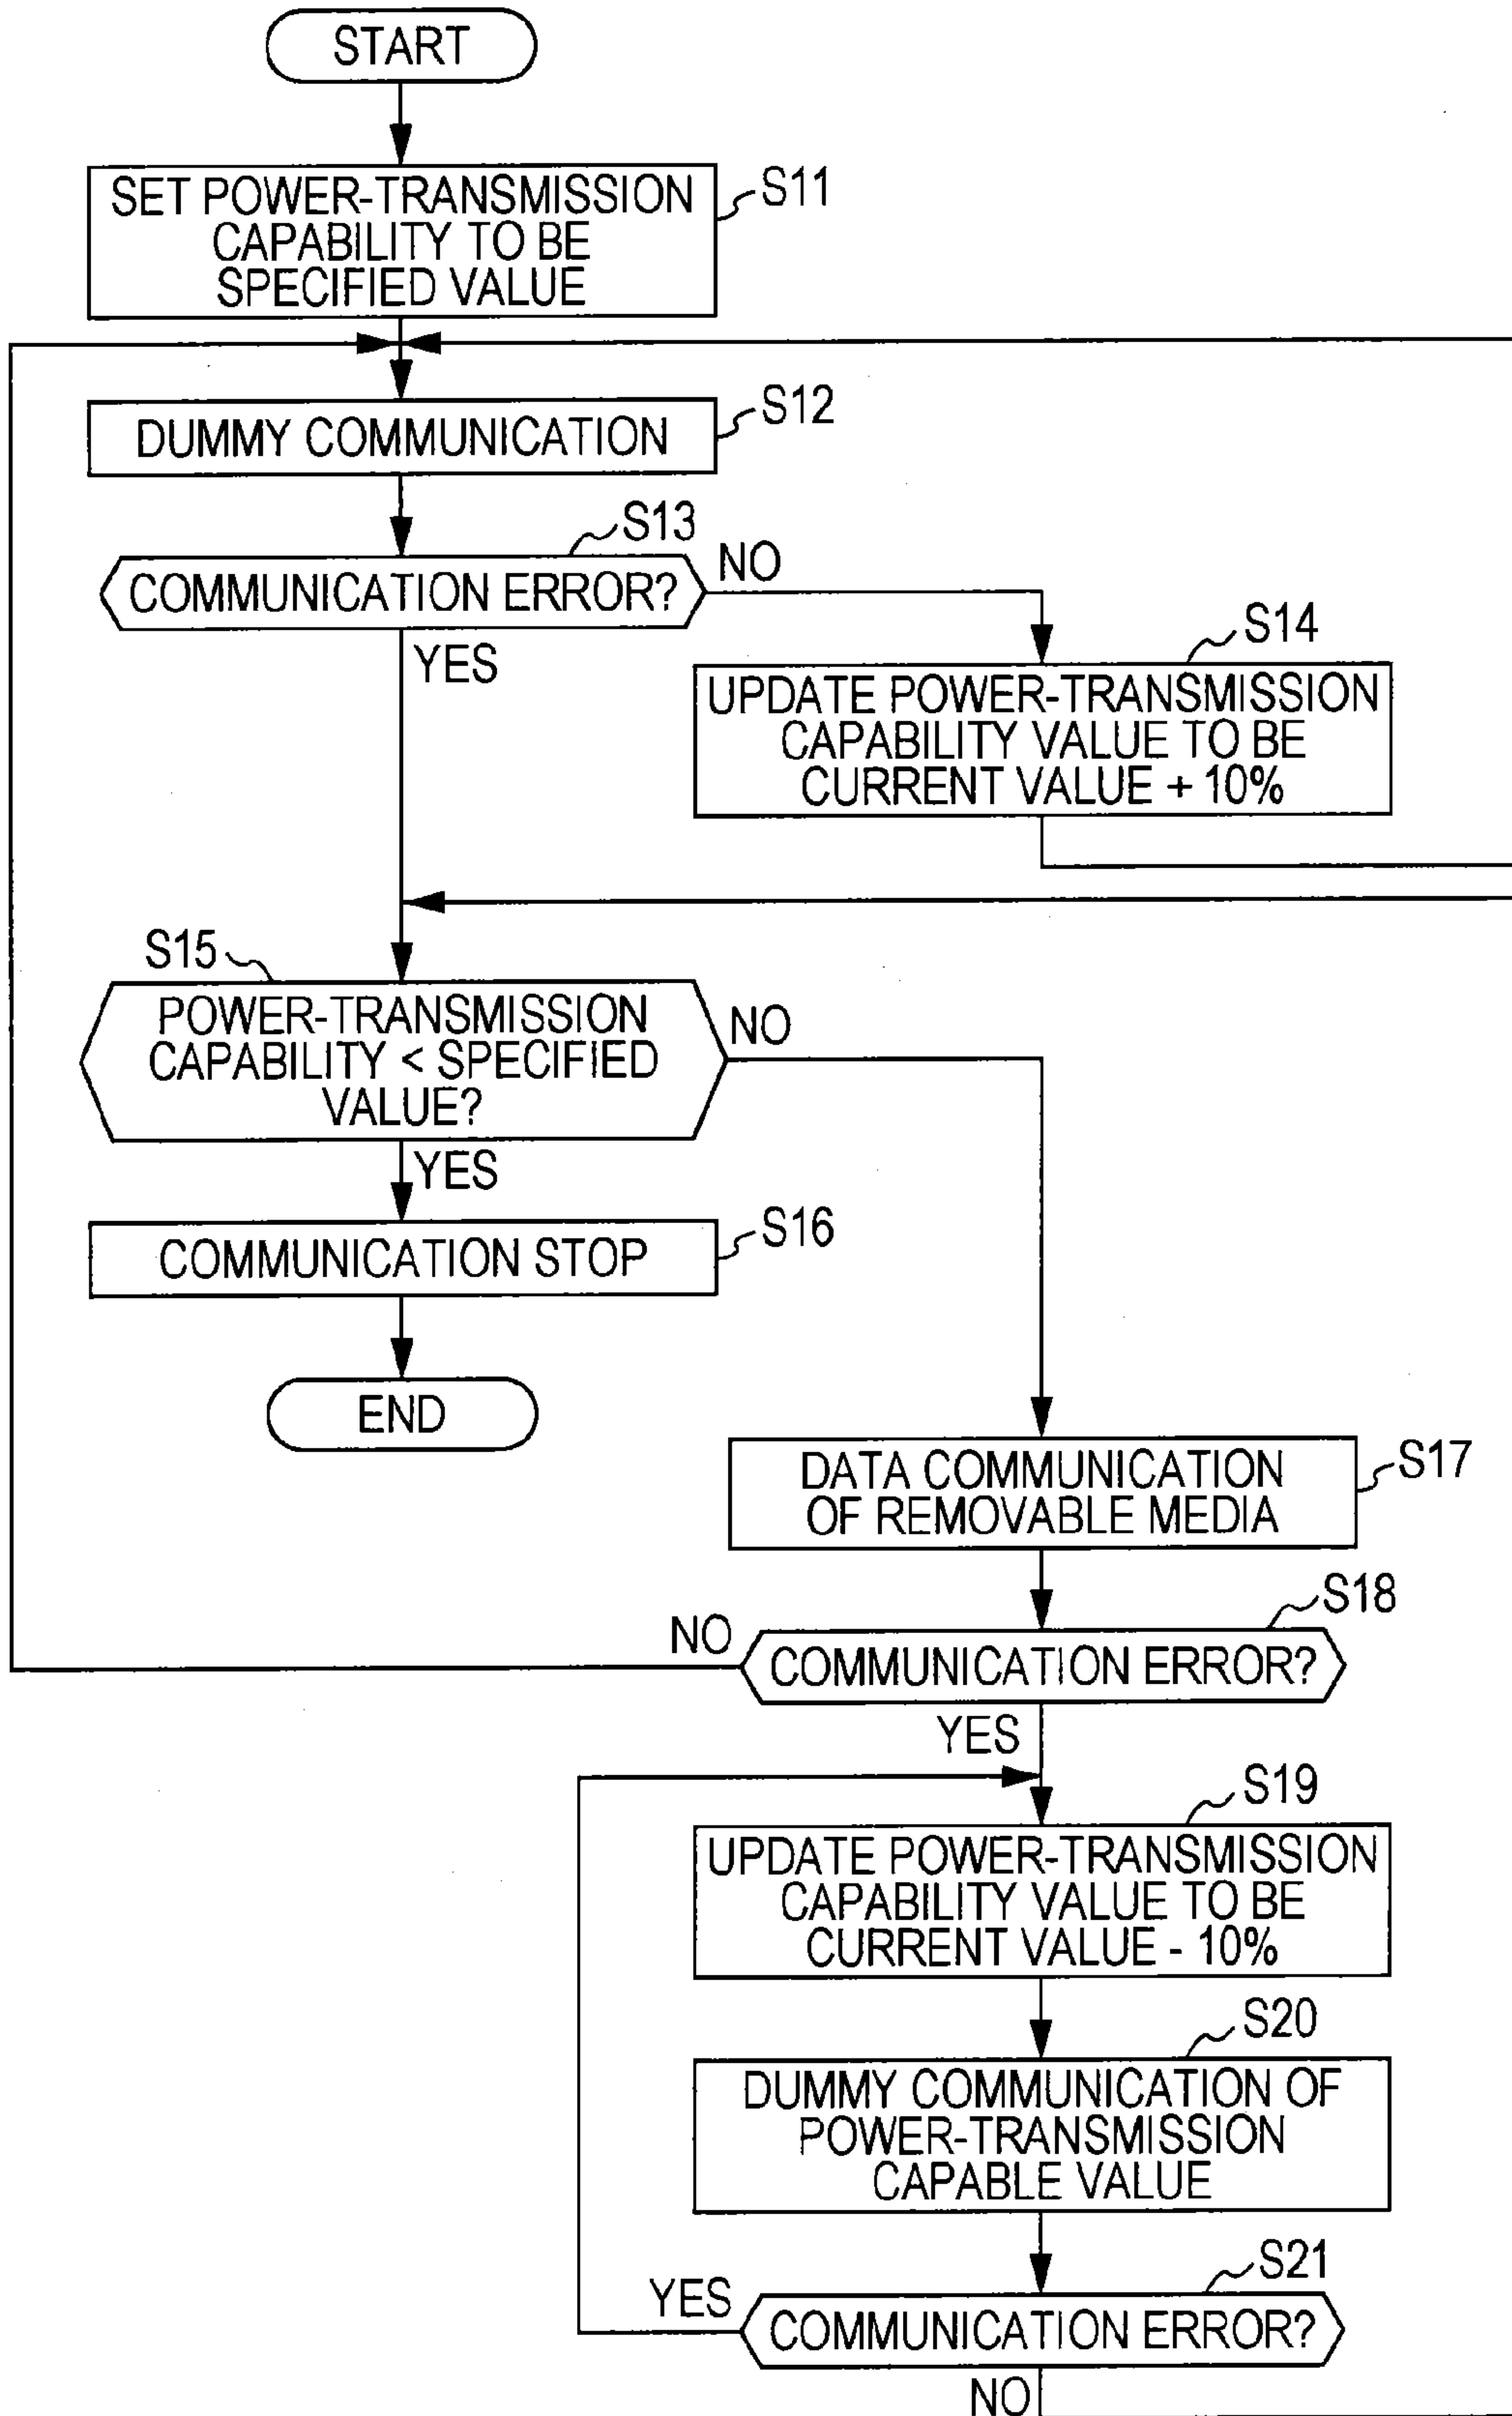 START
S11
SET POWER-TRANSMISSION
CAPABILITY TO BE
SPECIFIED VALUE
S12
DUMMY COMMUNICATION
S13
COMMUNICATION ERROR?
NO
YES
S14
UPDATE POWER-TRANSMISSION
CAPABILITY VALUE TO BE
CURRENT VALUE + 10%
S15
POWER-TRANSMISSION
CAPABILITY < SPECIFIED
VALUE?
NO
YES
S16
COMMUNICATION STOP
END
S17
DATA COMMUNICATION
OF REMOVABLE MEDIA
S18
NO
COMMUNICATION ERROR?
YES
S19
UPDATE POWER-TRANSMISSION
CAPABILITY VALUE TO BE
CURRENT VALUE - 10%
S20
DUMMY COMMUNICATION OF
POWER-TRANSMISSION
CAPABLE VALUE
S21
YES
COMMUNICATION ERROR?
NO